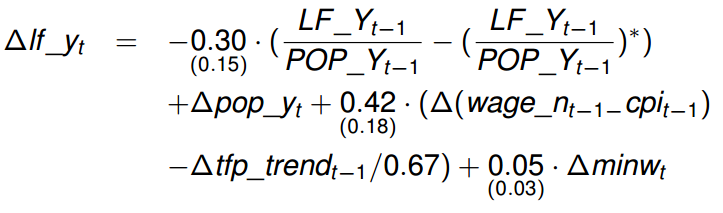 Δlf_y_t = −0.30 · (LF_Y_{t−1}/POP_Y_{t−1} − (LF_Y_{t−1}/POP_Y_{t−1})*)
(0.15)
+Δpop_y_t + 0.42 · (Δ(wage_n_{t−1}−cpi_{t−1})
(0.18)
−Δtfp_trend_{t−1}/0.67) + 0.05 · Δminw_t
(0.03)